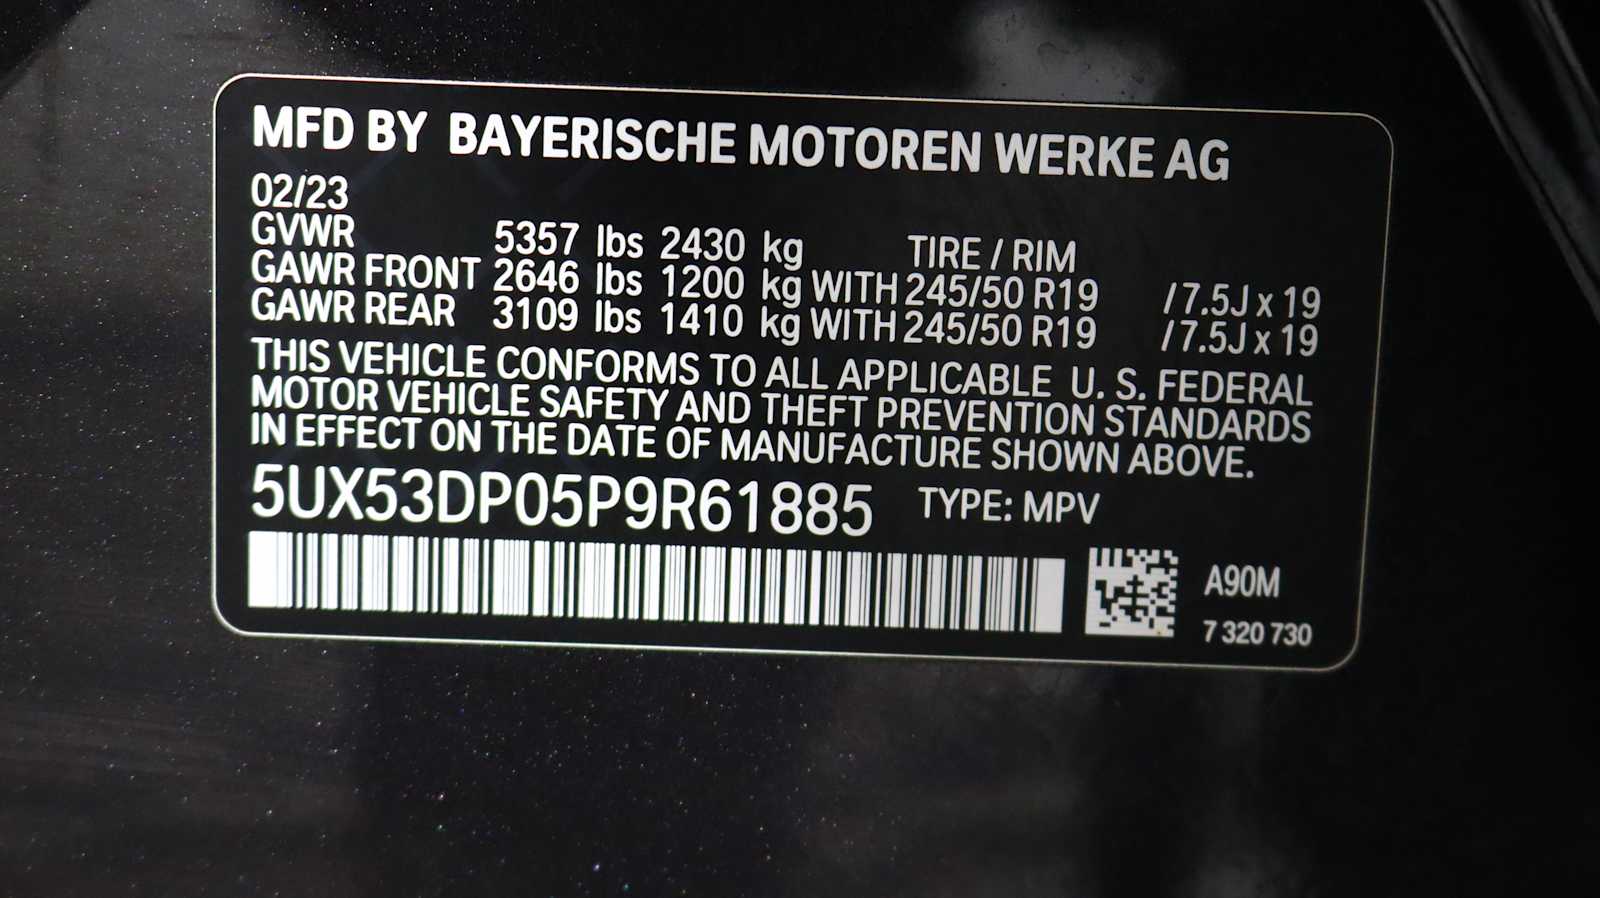 MFD BY BAYERISCHE MOTOREN WERKE AG
02/23
GVWR 5357 lbs 2430 kg TIRE / RIM
GAWR FRONT 2646 lbs 1200 kg WITH 245/50 R19 / 7.5J x 19
GAWR REAR 3109 lbs 1410 kg WITH 245/50 R19 / 7.5J x 19
THIS VEHICLE CONFORMS TO ALL APPLICABLE U. S. FEDERAL
MOTOR VEHICLE SAFETY AND THEFT PREVENTION STANDARDS
IN EFFECT ON THE DATE OF MANUFACTURE SHOWN ABOVE.
5UX53DP05P9R61885 TYPE: MPV
A90M
7 320 730